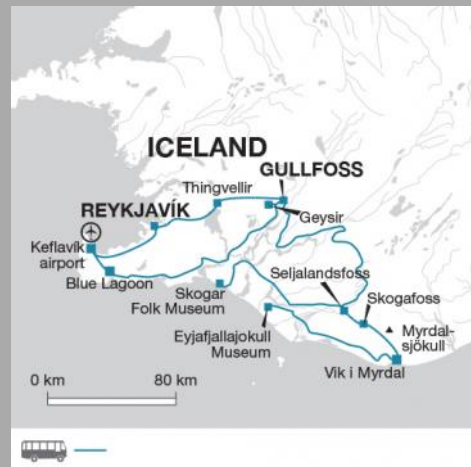 ICELAND
GULLFOSS
Thingvellir
REYKJAVÍK
Geysir
Keflavík
airport
Blue Lagoon
Seljalandsfoss
Skogar
Folk Museum
Skogafoss
Eyjafjallajokull
Museum
Myrdal-
sjökull
Vik i Myrdal
0 km 80 km